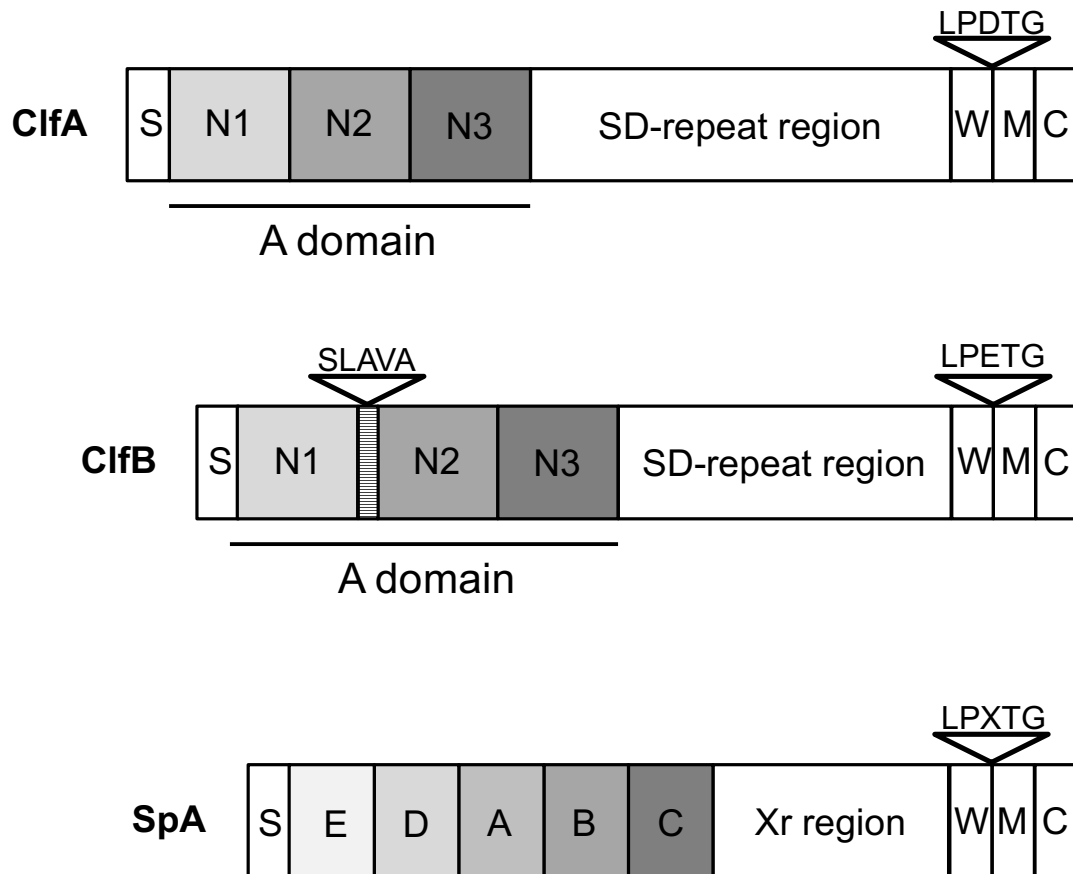 LPDTG
ClfA S N1 N2 N3 SD-repeat region W M C
A domain
SLAVA LPETG
ClfB S N1 N2 N3 SD-repeat region W M C
A domain
LPXTG
SpA S E D A B C Xr region W M C